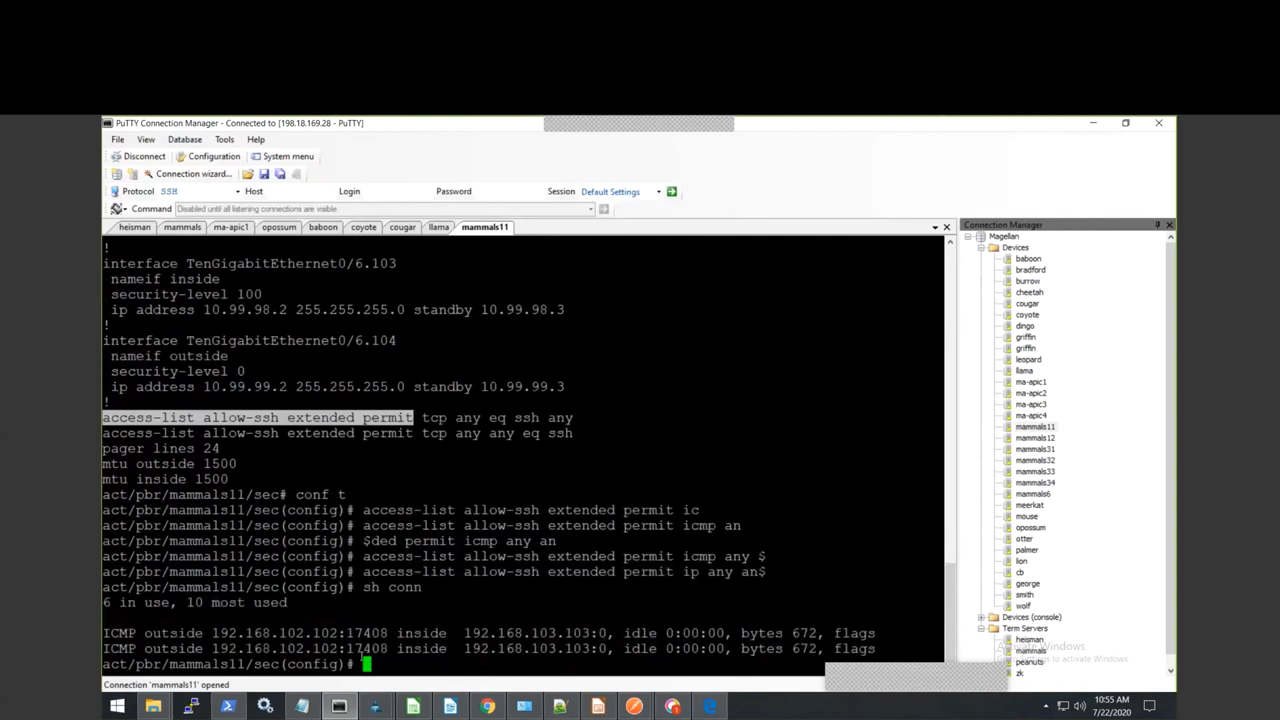 PuTTY Connection Manager - Connected to [198.18.169.28 - PuTTY]
File View Database Tools Help
Disconnect Configuration System menu
Connection wizard...
Protocol SSH Host Login Password Session Default Settings
Command Disabled until all listening connections are visible.
heisman mammals ma-apic1 opossum baboon coyote cougar llama mammals11
!
interface TenGigabitEthernet0/6.103
nameif inside
security-level 100
ip address 10.99.98.2 255.255.255.0 standby 10.99.98.3
!
interface TenGigabitEthernet0/6.104
nameif outside
security-level 0
ip address 10.99.99.2 255.255.255.0 standby 10.99.99.3
!
access-list allow-ssh extended permit tcp any eq ssh any
access-list allow-ssh extended permit tcp any any eq ssh
pager lines 24
mtu outside 1500
mtu inside 1500
act/pbr/mammals11/sec# conf t
act/pbr/mammals11/sec(config)# access-list allow-ssh extended permit ic
act/pbr/mammals11/sec(config)# access-list allow-ssh extended permit icmp an
act/pbr/mammals11/sec(config)# $ded permit icmp any an
act/pbr/mammals11/sec(config)# access-list allow-ssh extended permit icmp any $
act/pbr/mammals11/sec(config)# access-list allow-ssh extended permit ip any an$
act/pbr/mammals11/sec(config)# sh conn
6 in use, 10 most used
ICMP outside 192.168.102.102:17408 inside 192.168.103.103:0, idle 0:00:00, bytes 672, flags
ICMP outside 192.168.102.102:17408 inside 192.168.103.103:0, idle 0:00:00, bytes 672, flags
act/pbr/mammals11/sec(config)#
Connection 'mammals11' opened
Connection Manager
Magellan
Devices
baboon
bradford
burrow
cheetah
cougar
coyote
dingo
griffin
griffin
leopard
llama
ma-apic1
ma-apic2
ma-apic3
ma-apic4
mammals11
mammals12
mammals31
mammals32
mammals33
mammals34
mammals6
meerkat
mouse
opossum
otter
palmer
lion
cb
george
smith
wolf
Devices (console)
Term Servers
heisman
mammals
peanuts
zk
Activate Windows
Go to Settings to activate Windows.
10:55 AM
7/22/2020